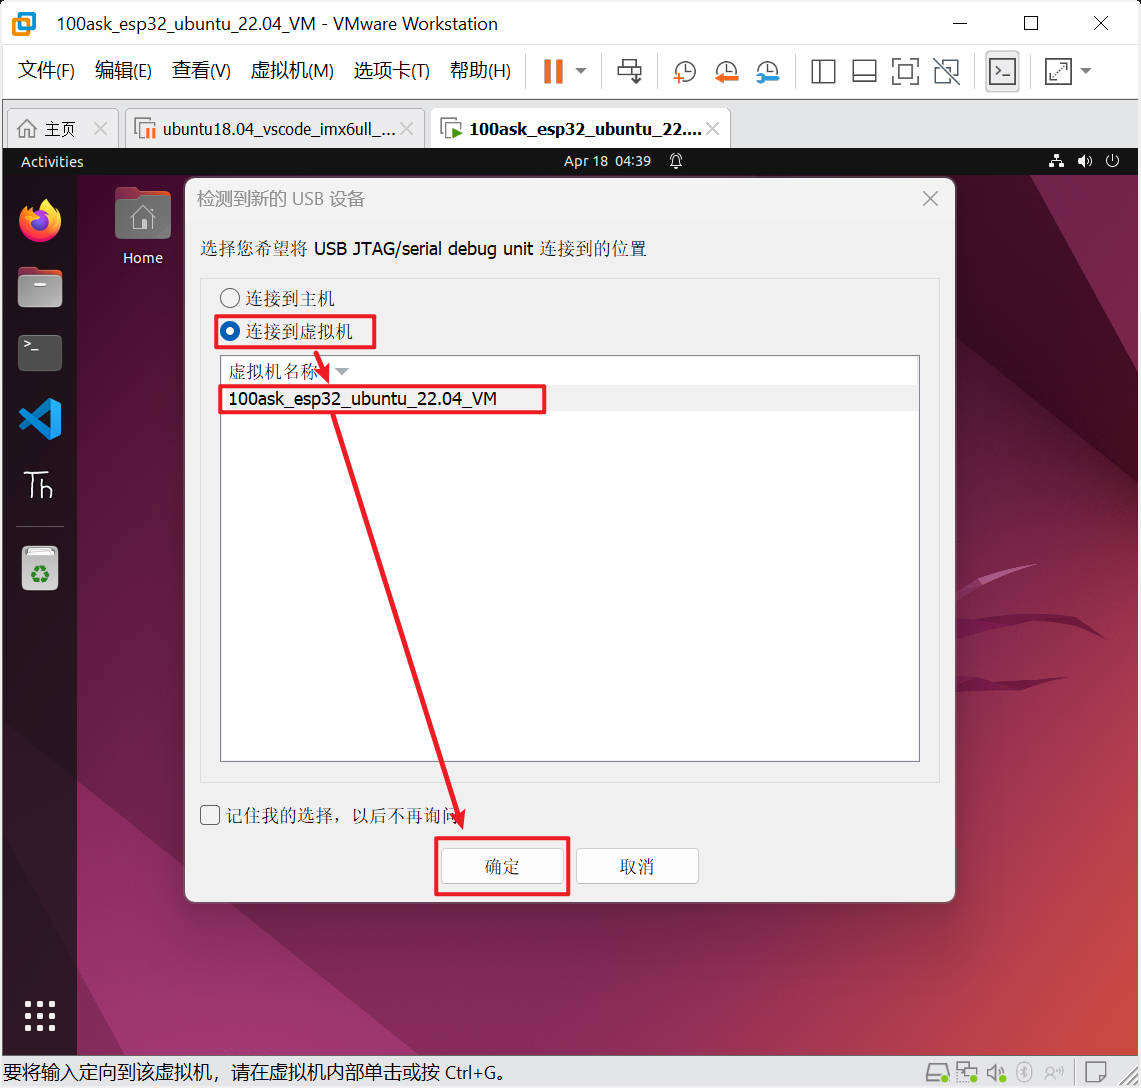 100ask_esp32_ubuntu_22.04_VM - VMware Workstation
文件(F) 编辑(E) 查看(V) 虚拟机(M) 选项卡(T) 帮助(H)
主页 ubuntu18.04_vscode_imx6ull_... 100ask_esp32_ubuntu_22....
Activities Apr 18 04:39
Home
检测到新的 USB 设备
选择您希望将 USB JTAG/serial debug unit 连接到的位置
连接到主机
连接到虚拟机
虚拟机名称
100ask_esp32_ubuntu_22.04_VM
Th
记住我的选择，以后不再询问
确定 取消
要将输入定向到该虚拟机，请在虚拟机内部单击或按 Ctrl+G。